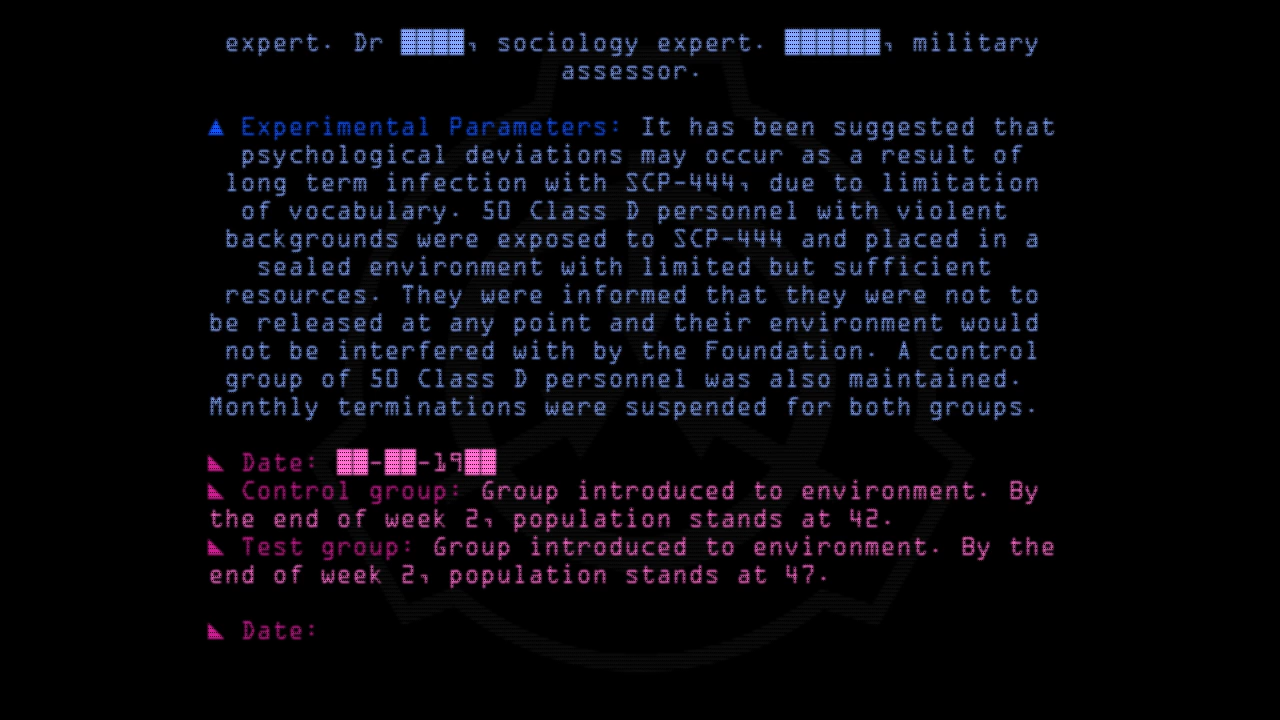 expert. Dr ████, sociology expert. ██████, military
assessor.
▲ Experimental Parameters: It has been suggested that
psychological deviations may occur as a result of
long term infection with SCP-444, due to limitation
of vocabulary. 50 Class D personnel with violent
backgrounds were exposed to SCP-444 and placed in a
sealed environment with limited but sufficient
resources. They were informed that they were not to
be released at any point and their environment would
not be interfered with by the Foundation. A control
group of 50 Class D personnel was also maintained.
Monthly terminations were suspended for both groups.
◣ Date: ██-██-19██
◣ Control group: Group introduced to environment. By
the end of week 2, population stands at 42.
◣ Test group: Group introduced to environment. By the
end of week 2, population stands at 47.
◣ Date: